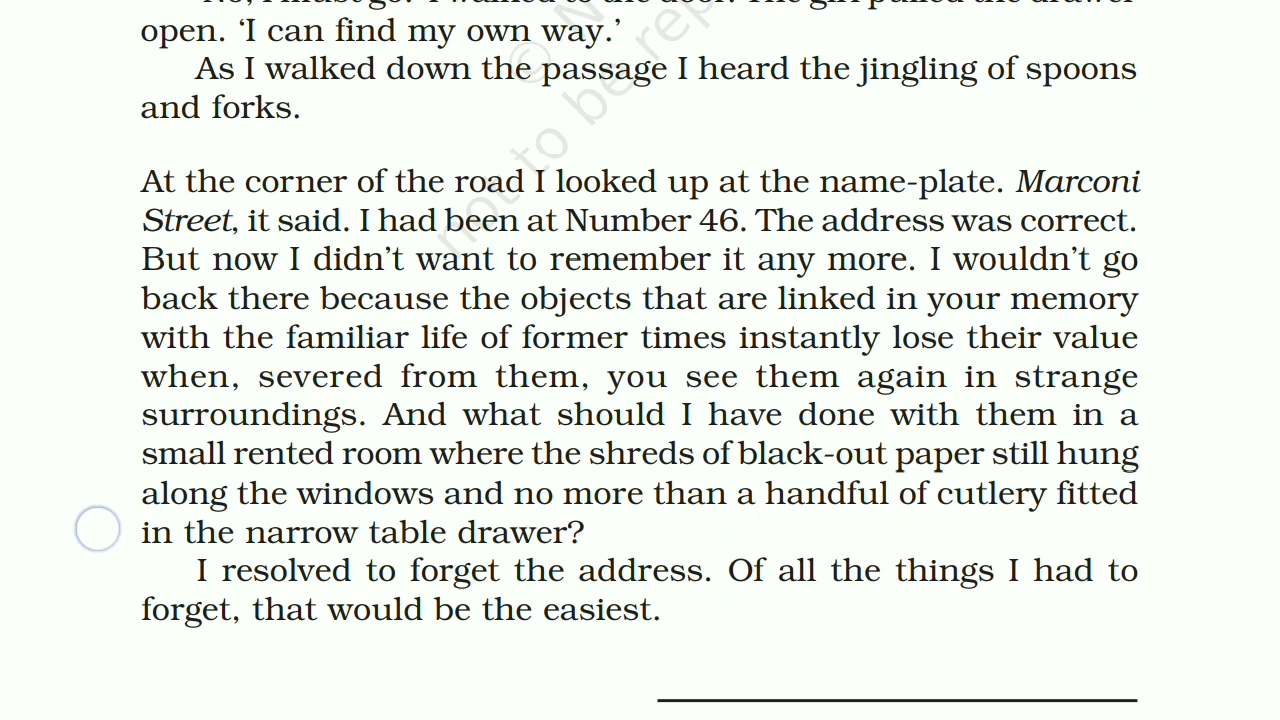 open. ‘I can find my own way.’
As I walked down the passage I heard the jingling of spoons
and forks.
At the corner of the road I looked up at the name-plate. Marconi
Street, it said. I had been at Number 46. The address was correct.
But now I didn’t want to remember it any more. I wouldn’t go
back there because the objects that are linked in your memory
with the familiar life of former times instantly lose their value
when, severed from them, you see them again in strange
surroundings. And what should I have done with them in a
small rented room where the shreds of black-out paper still hung
along the windows and no more than a handful of cutlery fitted
in the narrow table drawer?
I resolved to forget the address. Of all the things I had to
forget, that would be the easiest.
© N
not to be rep